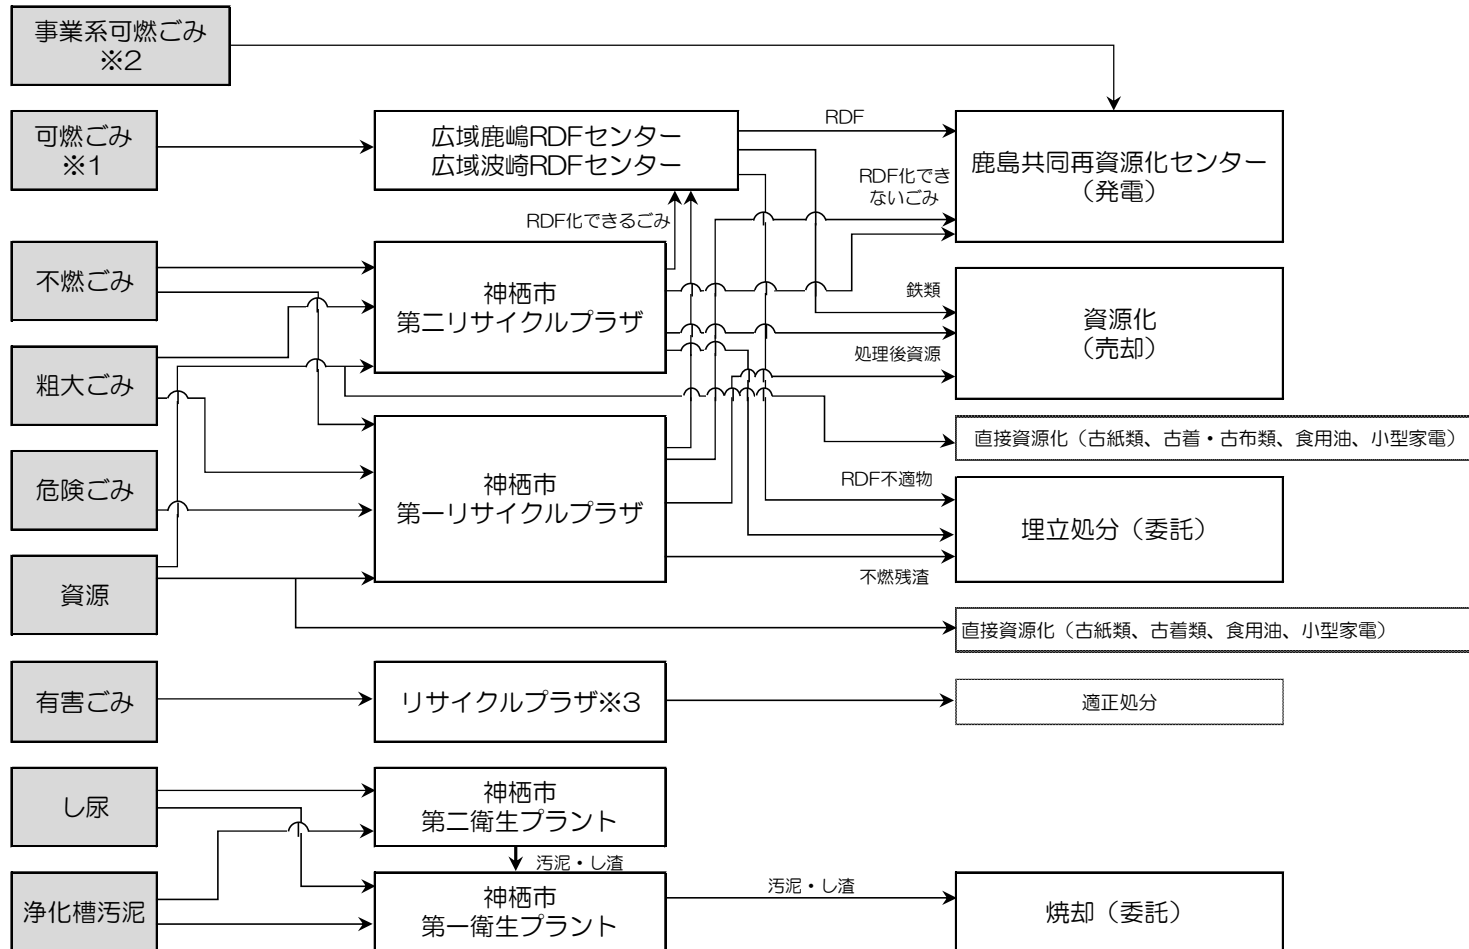 事業系可燃ごみ
※2
可燃ごみ
※1
広域鹿嶋RDFセンター
広域波崎RDFセンター
RDF
鹿島共同再資源化センター
（発電）
RDF化でき
ないごみ
RDF化できるごみ
不燃ごみ
神栖市
第二リサイクルプラザ
鉄類
資源化
（売却）
処理後資源
粗大ごみ
直接資源化（古紙類、古着・古布類、食用油、小型家電）
危険ごみ
神栖市
第一リサイクルプラザ
RDF不適物
埋立処分（委託）
不燃残渣
資源
直接資源化（古紙類、古着類、食用油、小型家電）
有害ごみ
リサイクルプラザ※3
適正処分
し尿
神栖市
第二衛生プラント
汚泥・し渣
浄化槽汚泥
神栖市
第一衛生プラント
汚泥・し渣
焼却（委託）